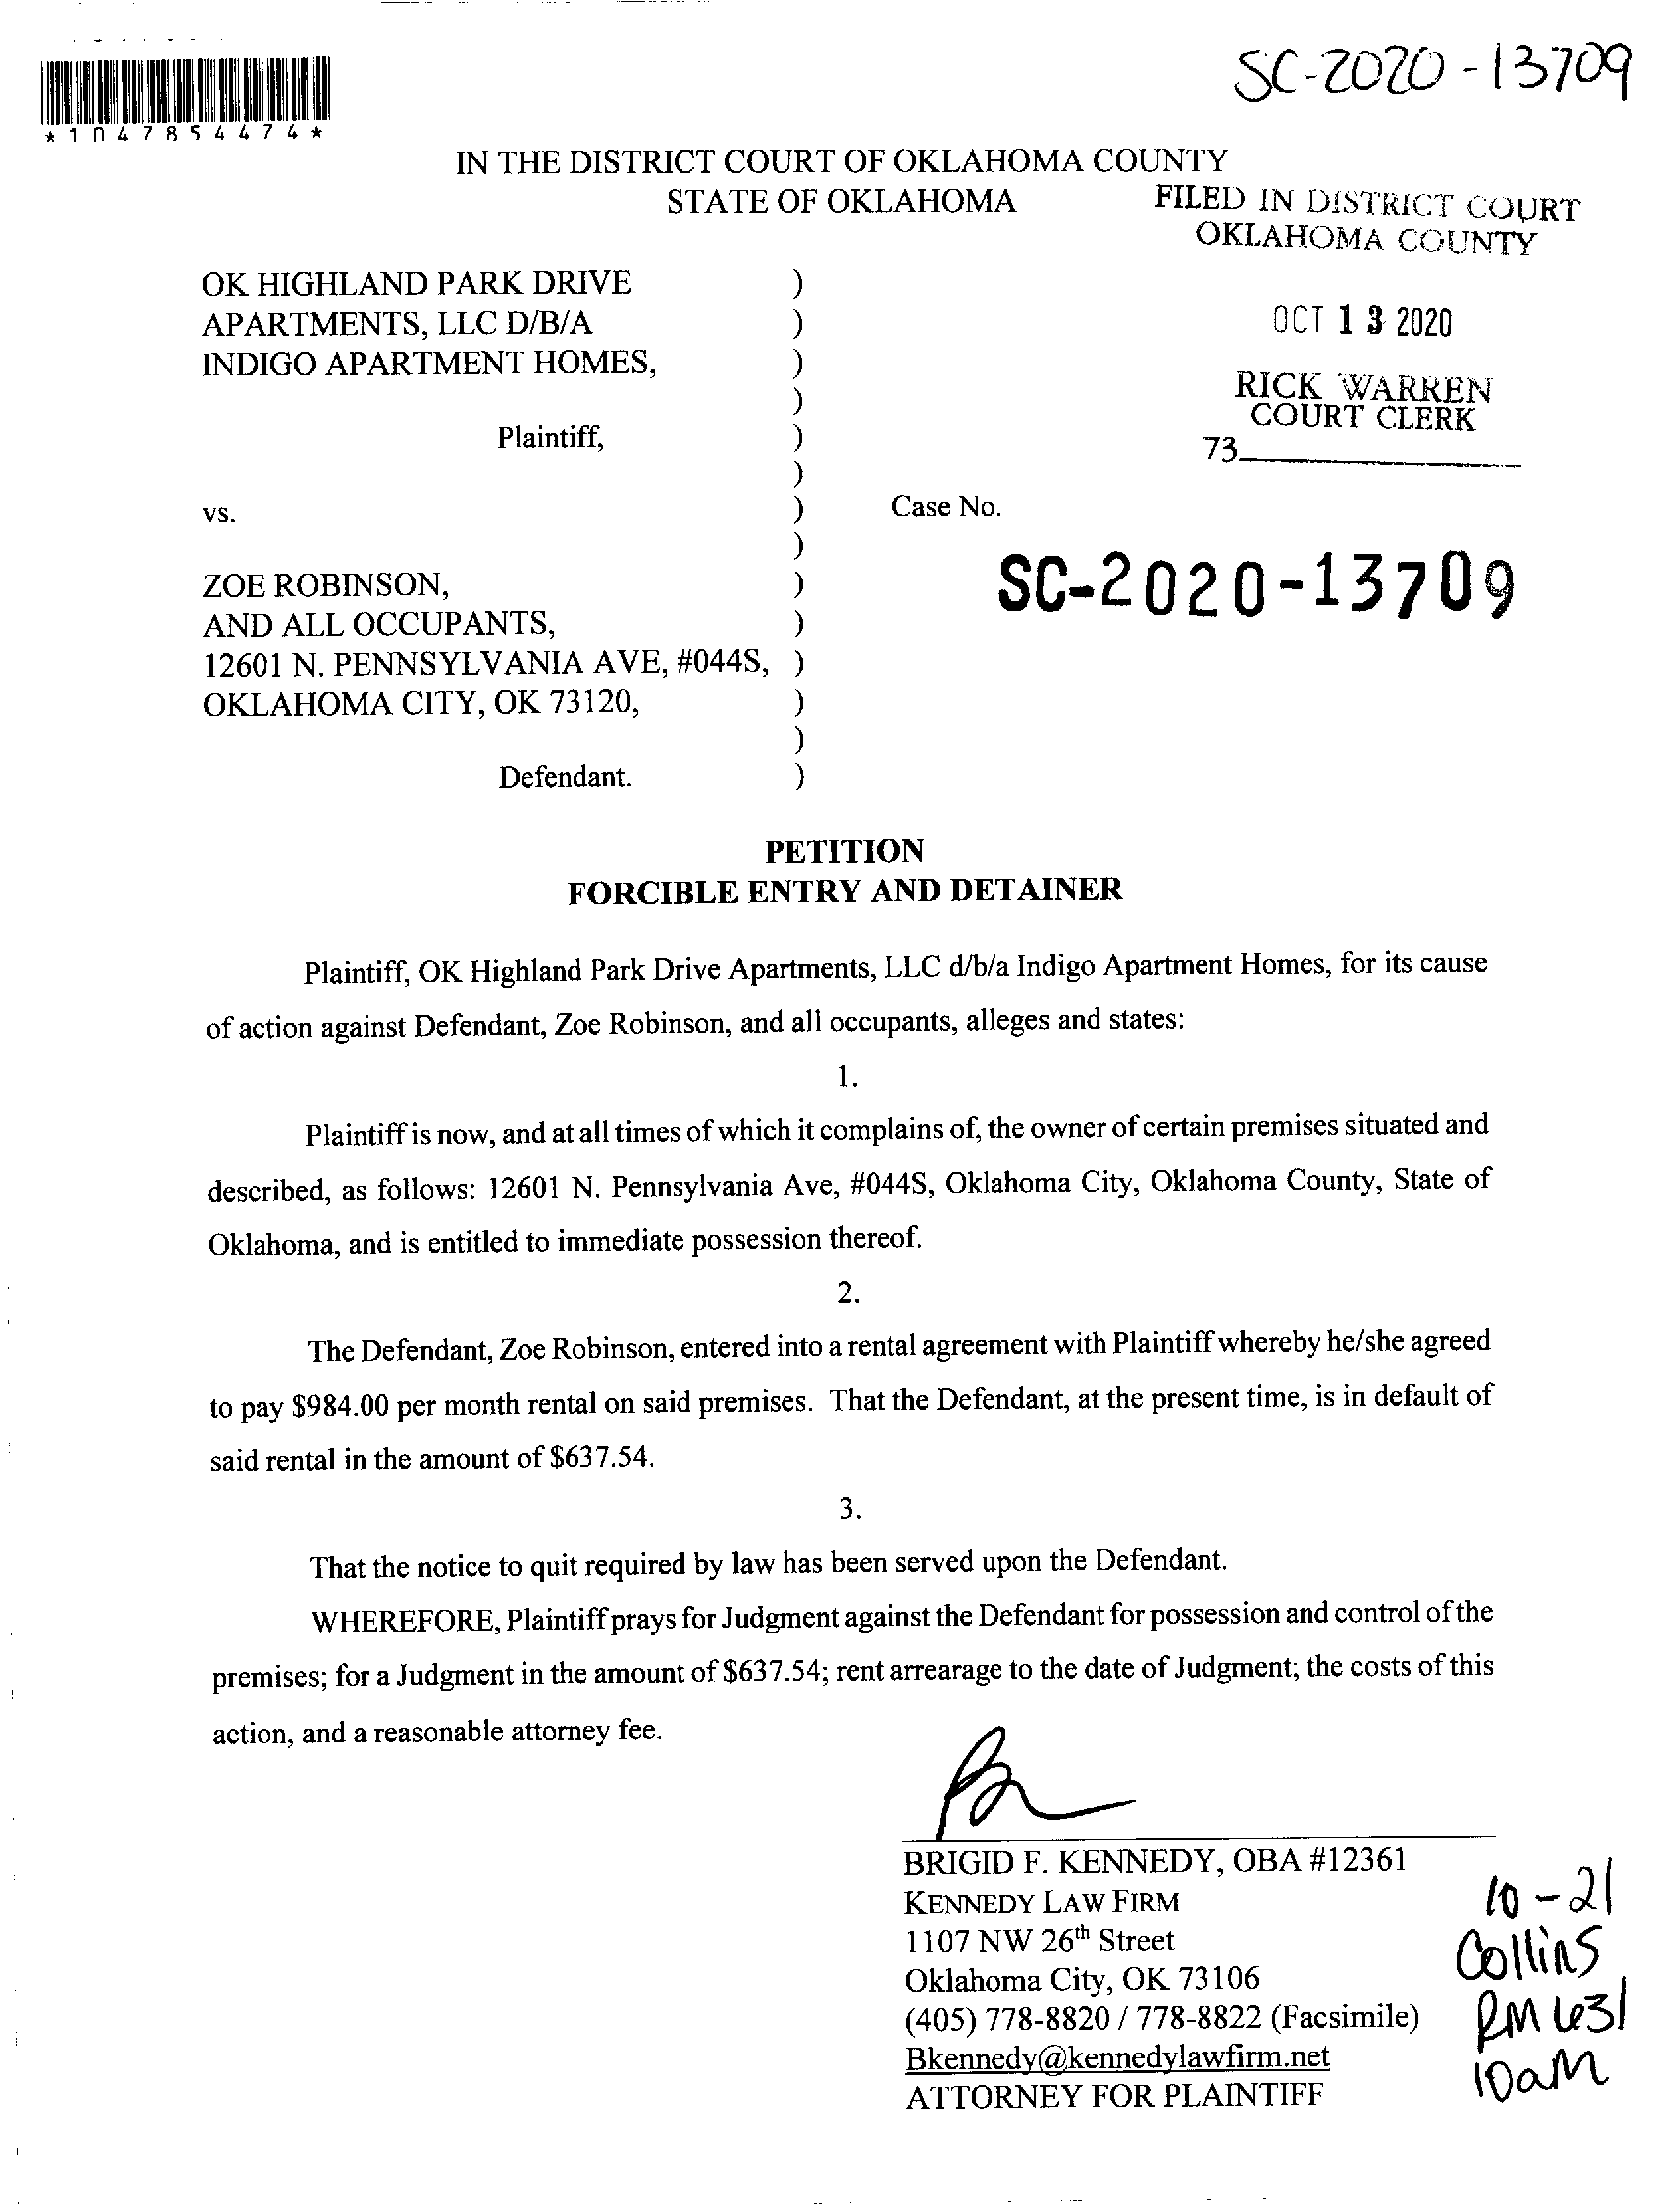 SC-2020-13709
*1047854474*
IN THE DISTRICT COURT OF OKLAHOMA COUNTY
STATE OF OKLAHOMA
FILED IN DISTRICT COURT
OKLAHOMA COUNTY
OCT 13 2020
RICK WARREN
COURT CLERK
73
OK HIGHLAND PARK DRIVE )
APARTMENTS, LLC D/B/A )
INDIGO APARTMENT HOMES, )
)
Plaintiff, )
)
vs. ) Case No.
)
SC-2020-13709
ZOE ROBINSON, )
AND ALL OCCUPANTS, )
12601 N. PENNSYLVANIA AVE, #044S, )
OKLAHOMA CITY, OK 73120, )
)
Defendant. )
PETITION
FORCIBLE ENTRY AND DETAINER
Plaintiff, OK Highland Park Drive Apartments, LLC d/b/a Indigo Apartment Homes, for its cause
of action against Defendant, Zoe Robinson, and all occupants, alleges and states:
1.
Plaintiff is now, and at all times of which it complains of, the owner of certain premises situated and
described, as follows: 12601 N. Pennsylvania Ave, #044S, Oklahoma City, Oklahoma County, State of
Oklahoma, and is entitled to immediate possession thereof.
2.
The Defendant, Zoe Robinson, entered into a rental agreement with Plaintiff whereby he/she agreed
to pay $984.00 per month rental on said premises. That the Defendant, at the present time, is in default of
said rental in the amount of $637.54.
3.
That the notice to quit required by law has been served upon the Defendant.
WHEREFORE, Plaintiff prays for Judgment against the Defendant for possession and control of the
premises; for a Judgment in the amount of $637.54; rent arrearage to the date of Judgment; the costs of this
action, and a reasonable attorney fee.
BRIGID F. KENNEDY, OBA #12361
KENNEDY LAW FIRM
1107 NW 26th Street
Oklahoma City, OK 73106
(405) 778-8820 / 778-8822 (Facsimile)
Bkennedy@kennedylawfirm.net
ATTORNEY FOR PLAINTIFF
10-21
Collins
RM 631
10am